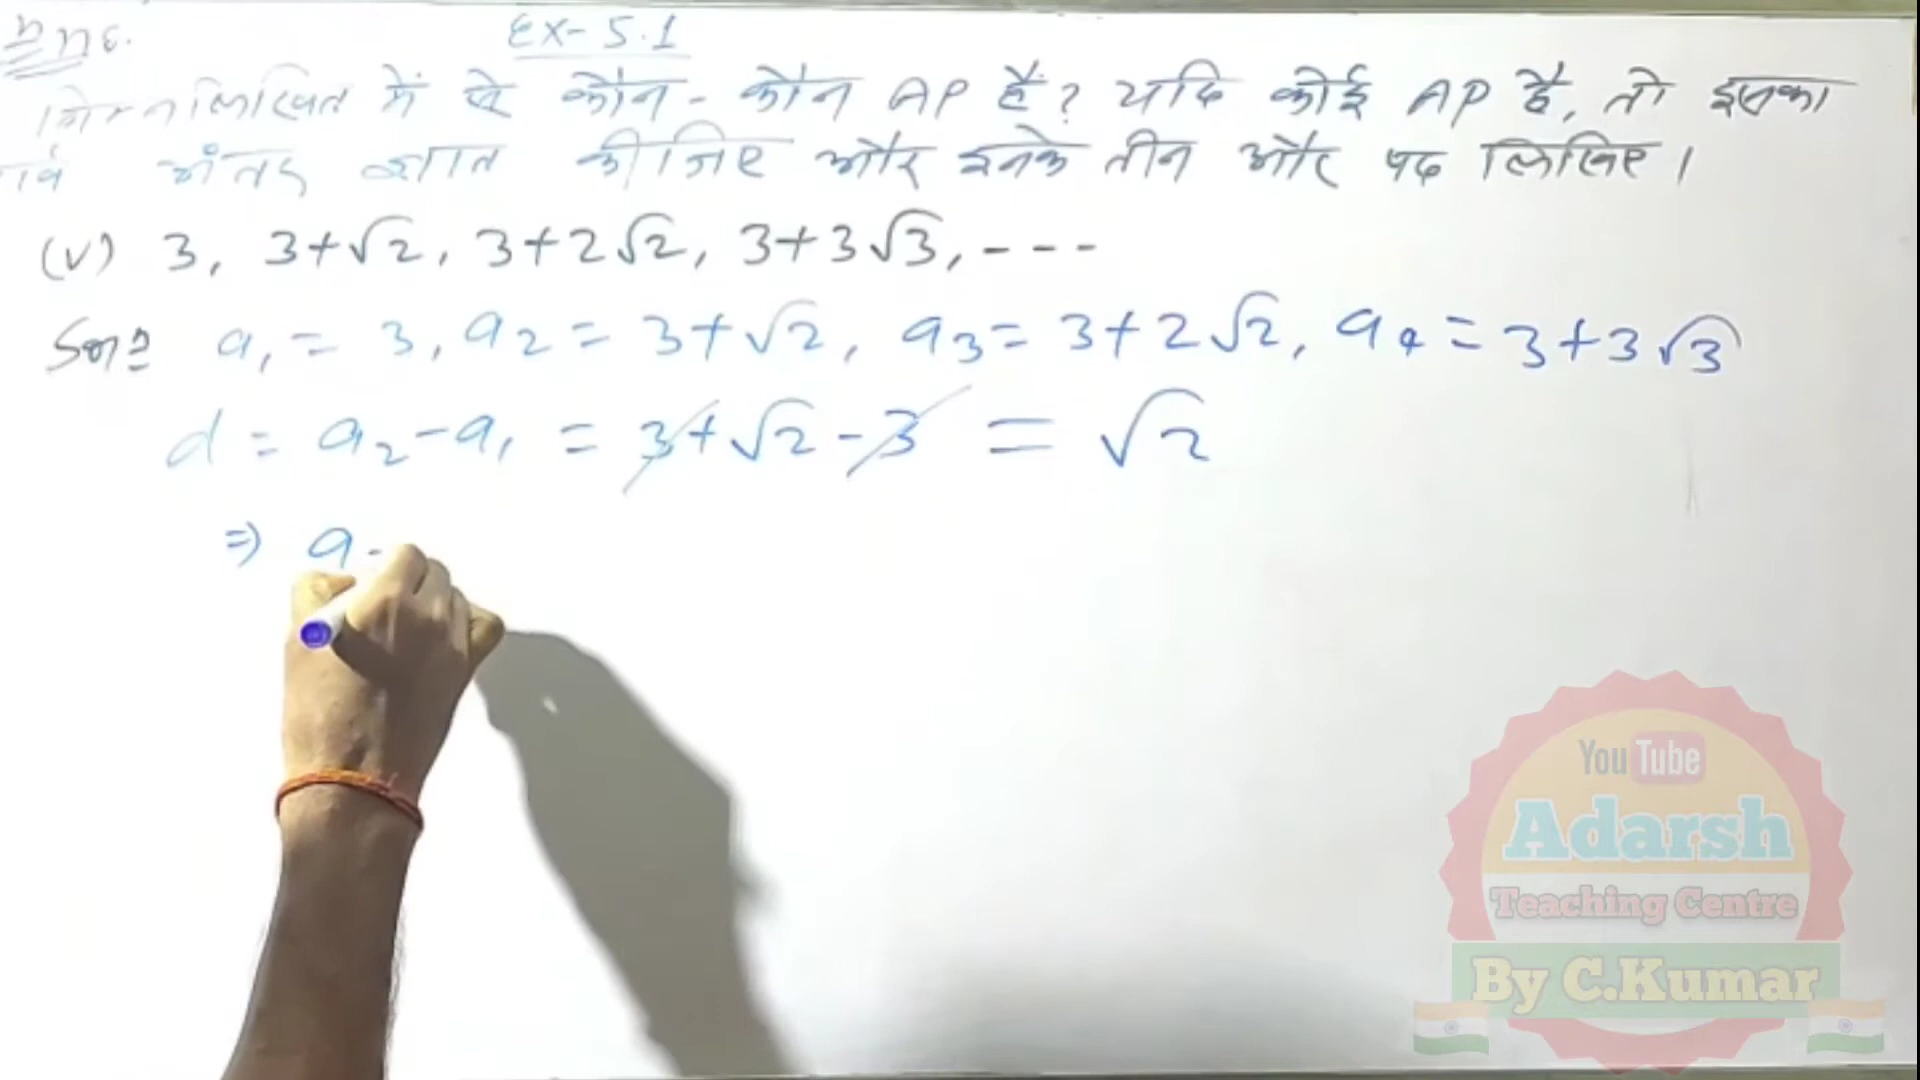 Ex-5.1
निम्नलिखित में से कौन-कौन AP हैं? यदि कोई AP है, तो इसका
सार्व अंतर ज्ञात कीजिए और इनके तीन और पद लिखिए।
(v) 3, 3+√2, 3+2√2, 3+3√3, ----
Soln: a₁ = 3, a₂ = 3+√2, a₃ = 3+2√2, a₄ = 3+3√3
d = a₂-a₁ = 3+√2-3 = √2
⇒ a
YouTube
Adarsh
Teaching Centre
By C.Kumar